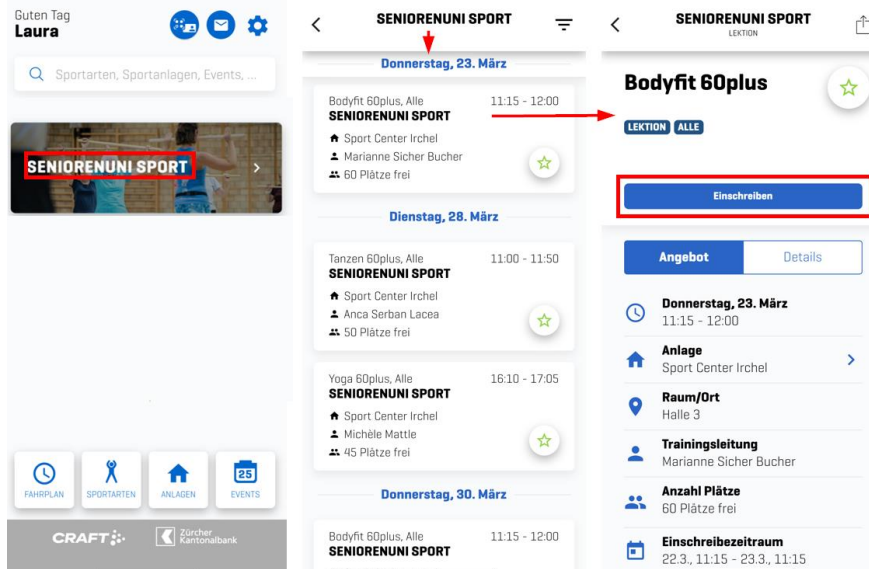 Guten Tag
Laura
Sportarten, Sportanlagen, Events, ...
SENIORENUNI SPORT
FAHRPLAN
SPORTARTEN
ANLAGEN
25
EVENTS
CRAFT
Zürcher
Kantonalbank
SENIORENUNI SPORT
Donnerstag, 23. März
Bodyfit 60plus, Alle 11:15 - 12:00
SENIORENUNI SPORT
Sport Center Irchel
Marianne Sicher Bucher
60 Plätze frei
Dienstag, 28. März
Tanzen 60plus, Alle 11:00 - 11:50
SENIORENUNI SPORT
Sport Center Irchel
Anca Serban Lacea
50 Plätze frei
Yoga 60plus, Alle 16:10 - 17:05
SENIORENUNI SPORT
Sport Center Irchel
Michèle Mattle
45 Plätze frei
Donnerstag, 30. März
Bodyfit 60plus, Alle 11:15 - 12:00
SENIORENUNI SPORT
SENIORENUNI SPORT
LEKTION
Bodyfit 60plus
LEKTION ALLE
Einschreiben
Angebot Details
Donnerstag, 23. März
11:15 - 12:00
Anlage
Sport Center Irchel
Raum/Ort
Halle 3
Trainingsleitung
Marianne Sicher Bucher
Anzahl Plätze
60 Plätze frei
Einschreibezeitraum
22.3., 11:15 - 23.3., 11:15